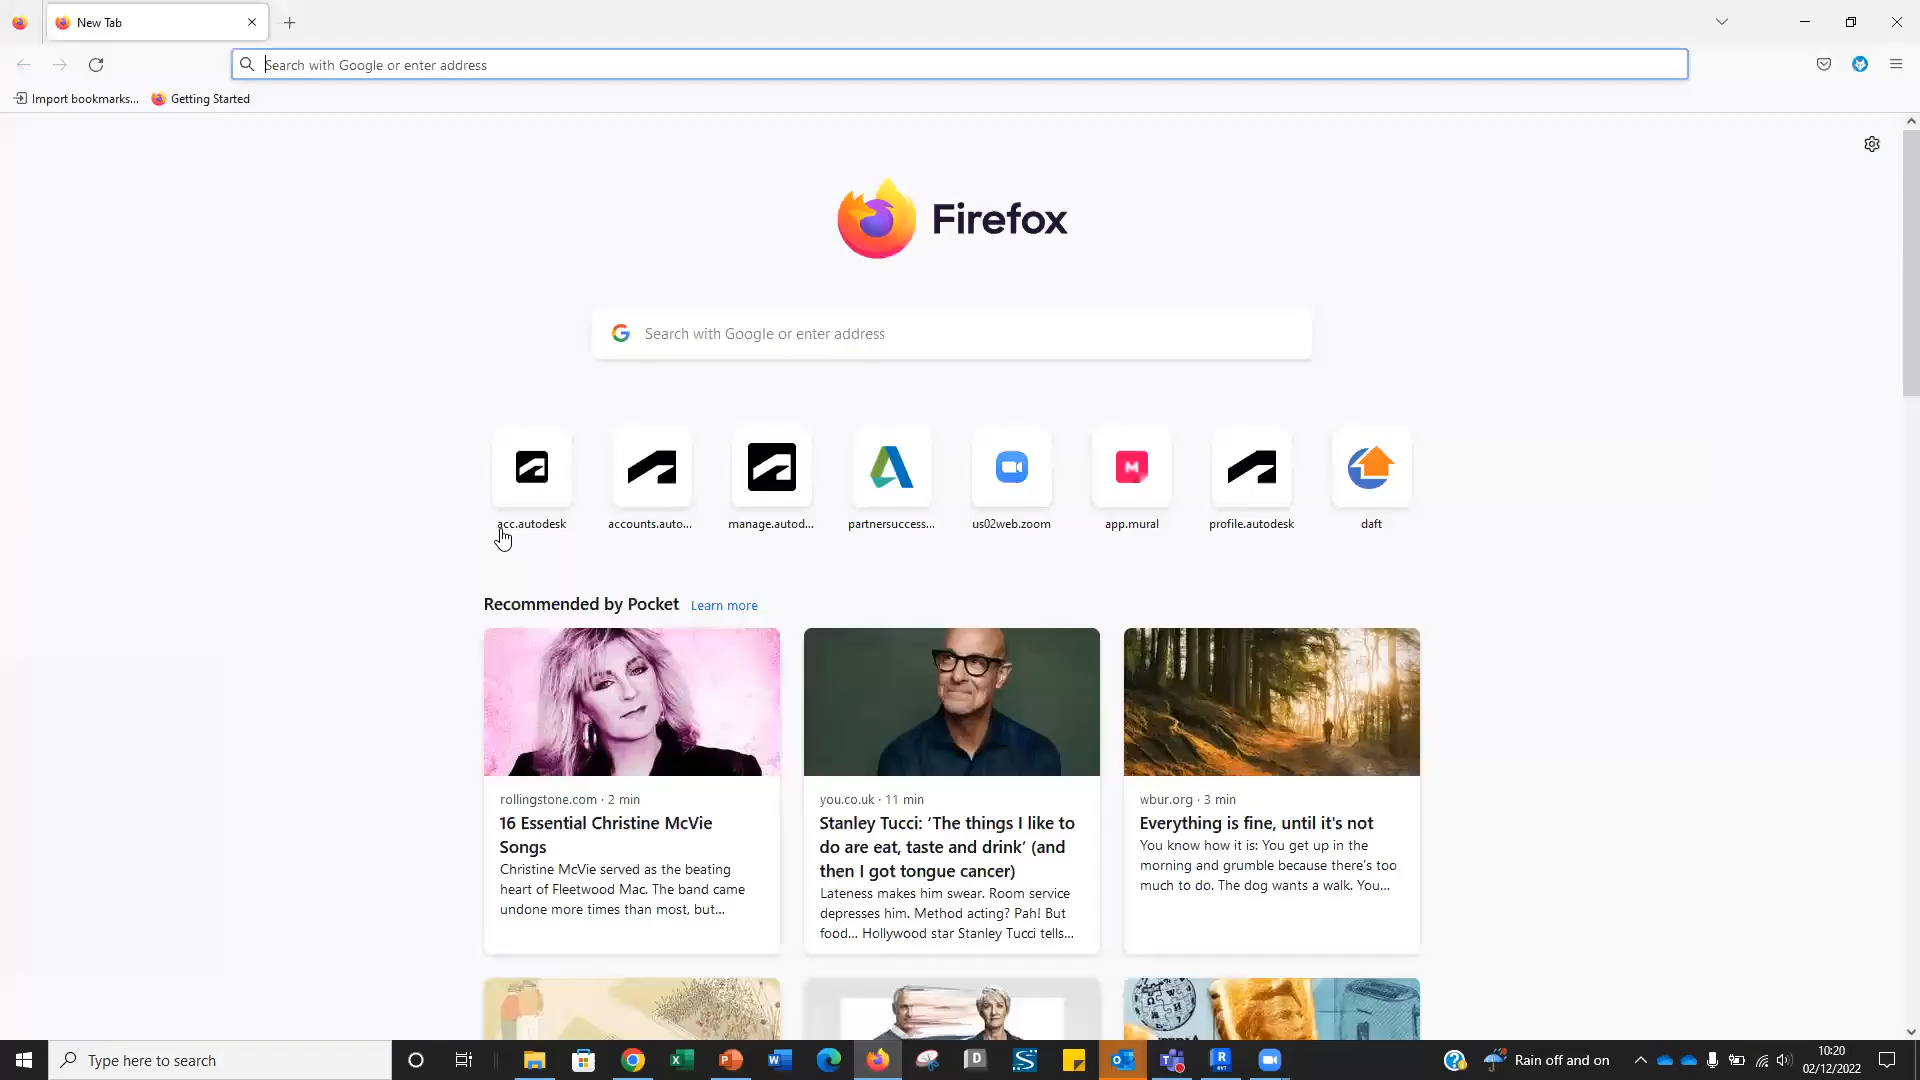 New Tab
Search with Google or enter address
Import bookmarks...
Getting Started
Firefox
Search with Google or enter address
acc.autodesk
accounts.auto...
manage.autod...
partnersuccess...
us02web.zoom
app.mural
profile.autodesk
daft
Recommended by Pocket Learn more
rollingstone.com · 2 min
16 Essential Christine McVie
Songs
Christine McVie served as the beating
heart of Fleetwood Mac. The band came
undone more times than most, but...
you.co.uk · 11 min
Stanley Tucci: ‘The things I like to
do are eat, taste and drink’ (and
then I got tongue cancer)
Lateness makes him swear. Room service
depresses him. Method acting? Pah! But
food... Hollywood star Stanley Tucci tells...
wbur.org · 3 min
Everything is fine, until it's not
You know how it is: You get up in the
morning and grumble because there's too
much to do. The dog wants a walk. You...
Type here to search
Rain off and on
10:20
02/12/2022